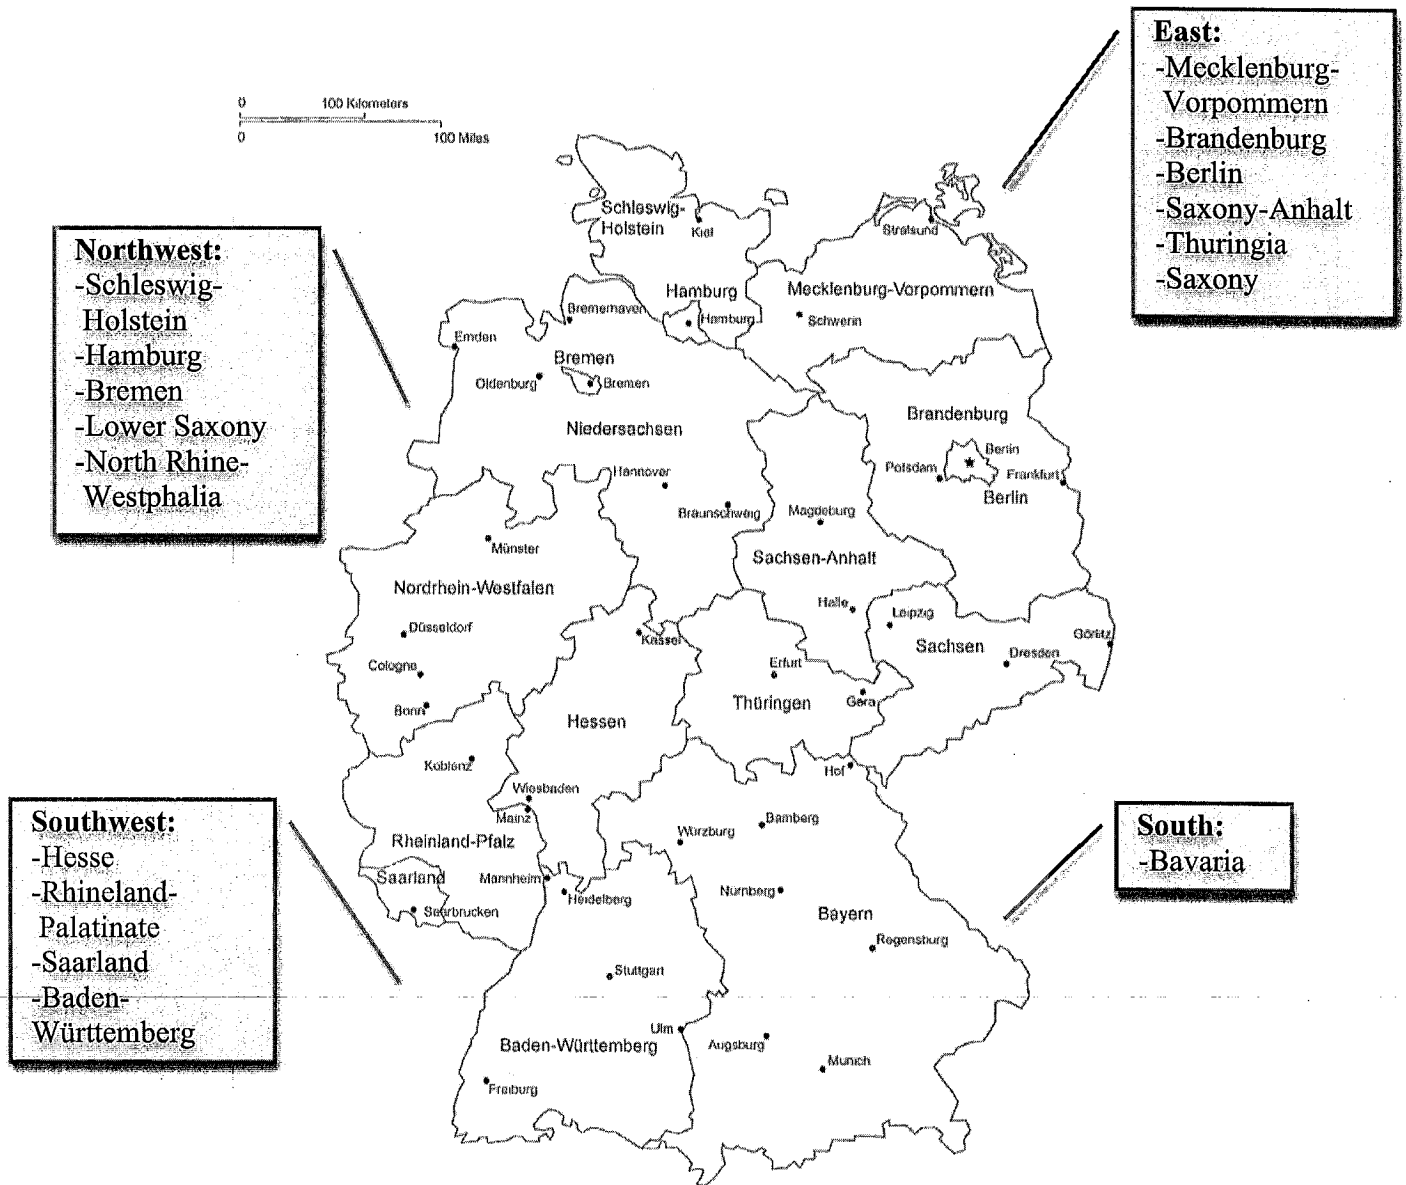 East:
-Mecklenburg-
Vorpommern
-Brandenburg
-Berlin
-Saxony-Anhalt
-Thuringia
-Saxony
0 100 Kilometers
0 100 Miles
Northwest:
-Schleswig-
Holstein
-Hamburg
-Bremen
-Lower Saxony
-North Rhine-
Westphalia
Schleswig-
Holstein
Kiel
Stralsund
Hamburg
Mecklenburg-Vorpommern
Bremerhaven
Hamburg
Schwerin
Emden
Bremen
Oldenburg
Bremen
Brandenburg
Niedersachsen
Berlin
Hannover
Potsdam
Frankfurt
Berlin
Braunschweig
Magdeburg
Münster
Sachsen-Anhalt
Nordrhein-Westfalen
Halle
Leipzig
Düsseldorf
Kassel
Sachsen
Görlitz
Dresden
Cologne
Erfurt
Bonn
Thüringen
Gera
Hessen
Koblenz
Hof
Wiesbaden
Mainz
Bamberg
Würzburg
Rheinland-Pfalz
Saarland
Mannheim
Heidelberg
Nürnberg
Saarbrucken
Bayern
Regensburg
Stuttgart
Ulm
Baden-Württemberg
Augsburg
Munich
Freiburg
Southwest:
-Hesse
-Rhineland-
Palatinate
-Saarland
-Baden-
Württemberg
South:
-Bavaria